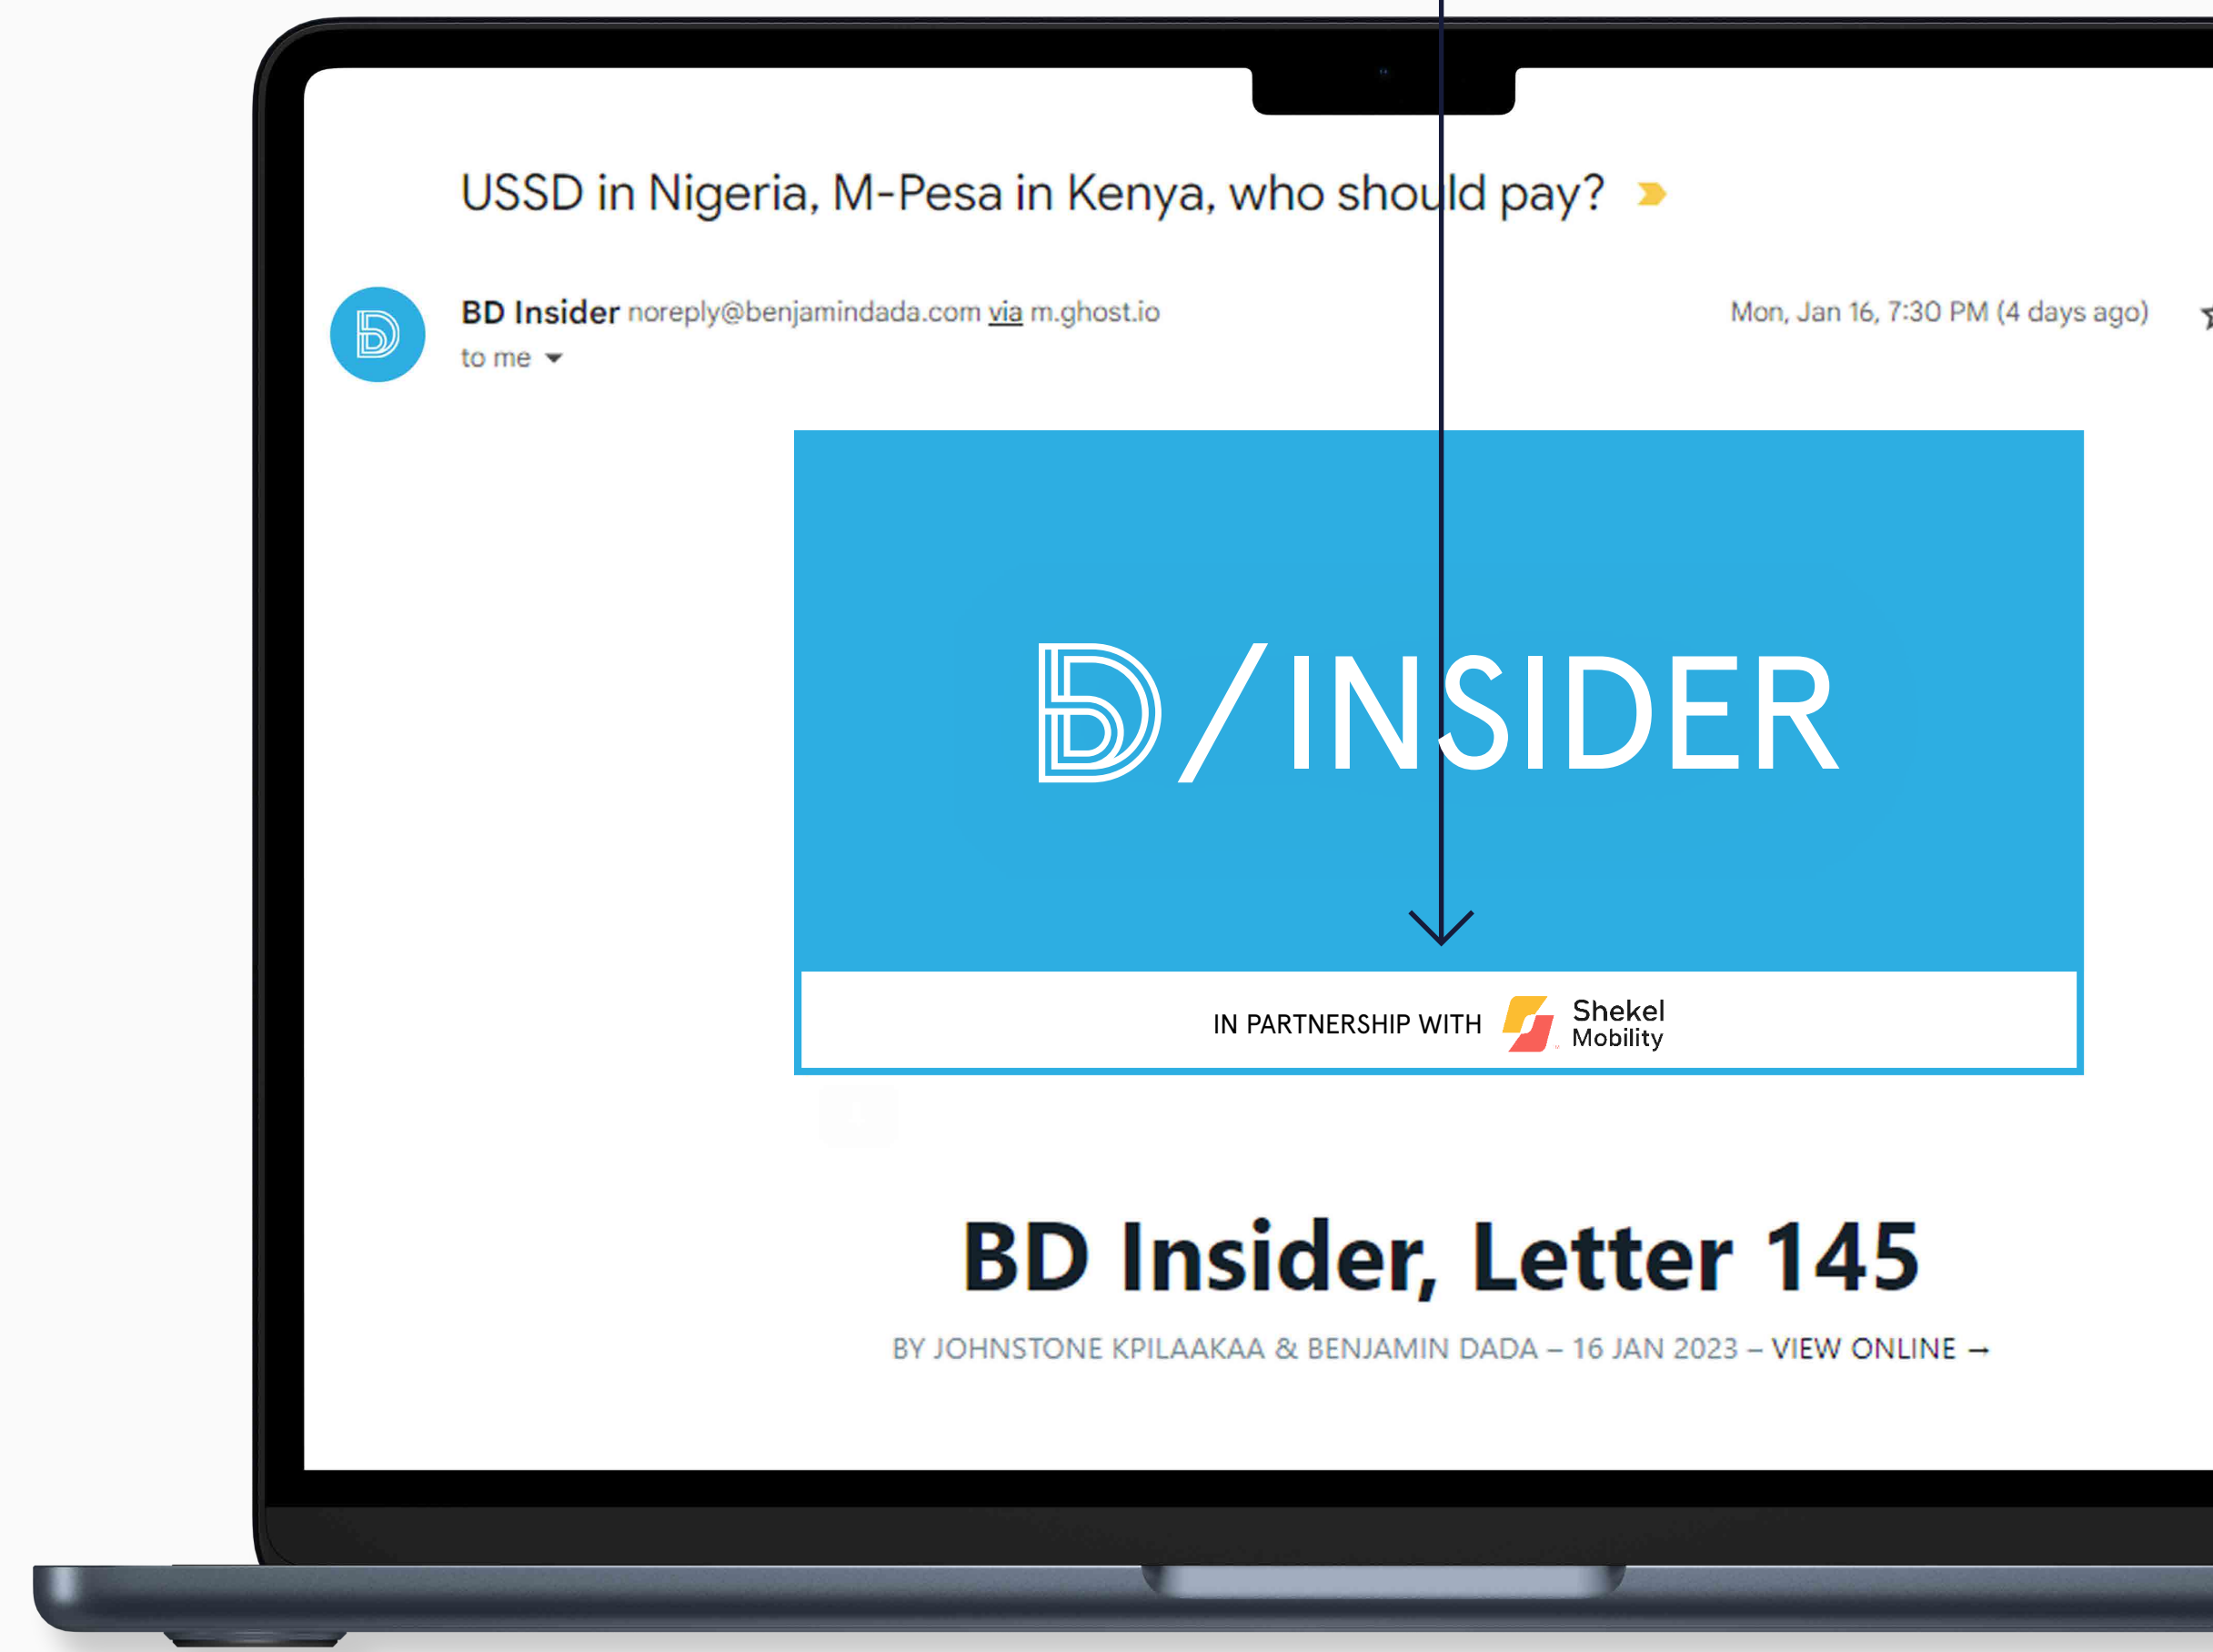 USSD in Nigeria, M-Pesa in Kenya, who should pay?
BD Insider noreply@benjamindada.com via m.ghost.io
Mon, Jan 16, 7:30 PM (4 days ago)
to me
BD/INSIDER
IN PARTNERSHIP WITH Shekel Mobility
BD Insider, Letter 145
BY JOHNSTONE KPILAAKAA & BENJAMIN DADA – 16 JAN 2023 – VIEW ONLINE →